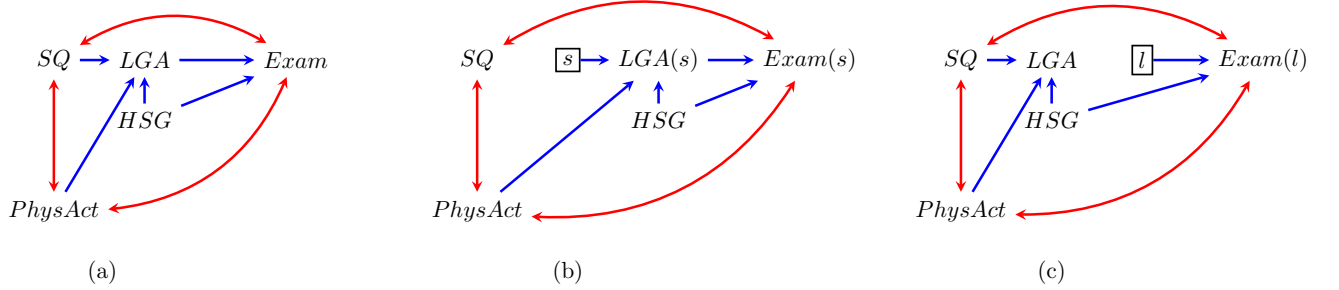 SQ LGA Exam
HSG
PhysAct
(a)
SQ s LGA(s) Exam(s)
HSG
PhysAct
(b)
SQ LGA l Exam(l)
HSG
PhysAct
(c)